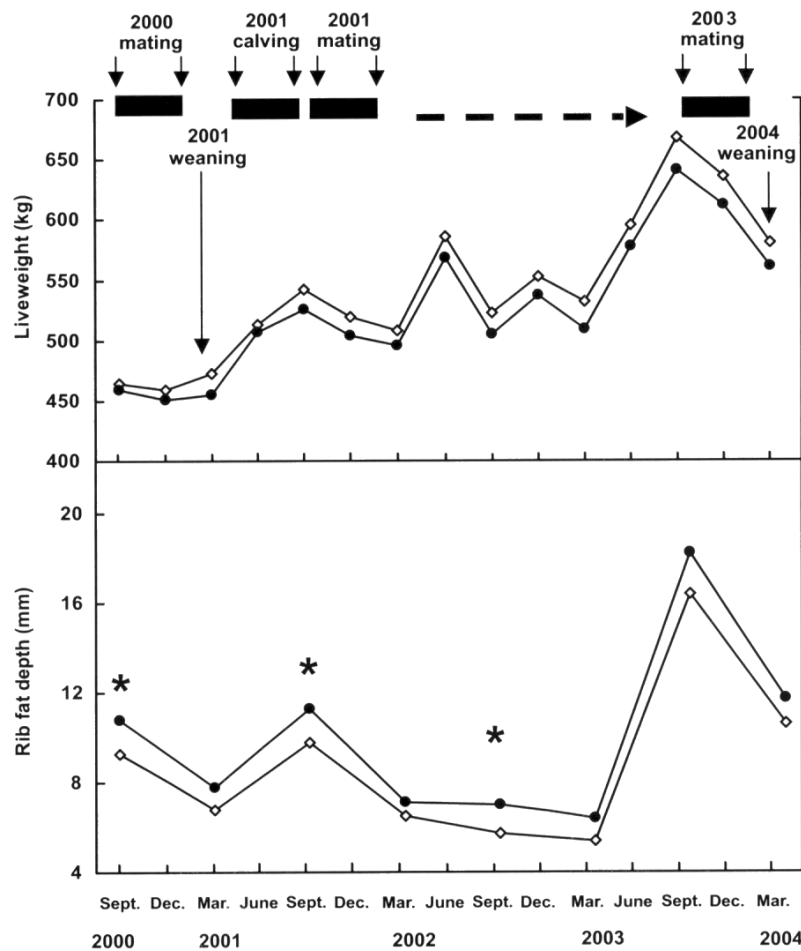 2000 2001 2001 2003
mating calving mating mating
700
2001
weaning
2004
weaning
650
600
550
500
450
400
Liveweight (kg)
20
16
12
8
4
Rib fat depth (mm)
*
*
*
Sept. Dec. Mar. June Sept. Dec. Mar. June Sept. Dec. Mar. June Sept. Dec. Mar.
2000 2001 2002 2003 2004